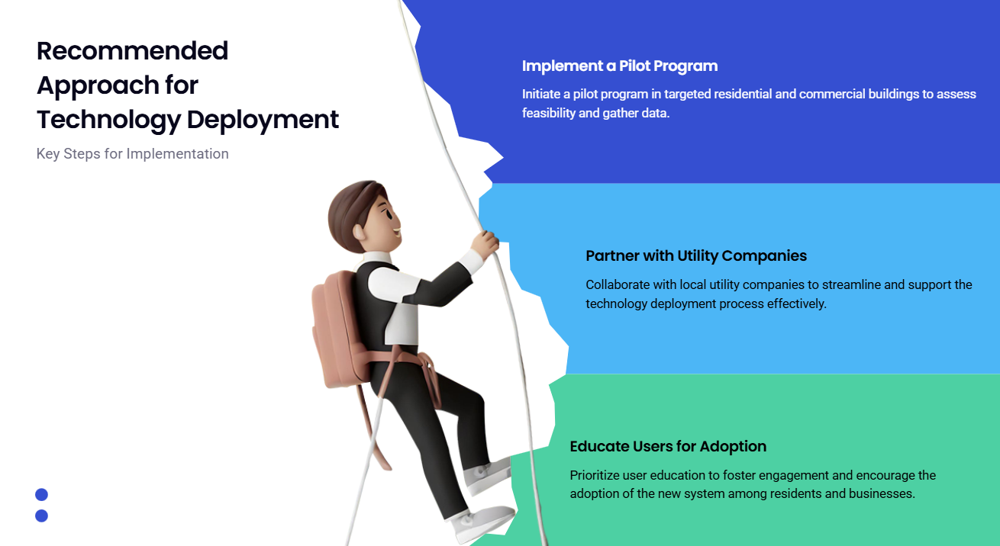 Recommended
Approach for
Technology Deployment
Key Steps for Implementation
Implement a Pilot Program
Initiate a pilot program in targeted residential and commercial buildings to assess
feasibility and gather data.
Partner with Utility Companies
Collaborate with local utility companies to streamline and support the
technology deployment process effectively.
Educate Users for Adoption
Prioritize user education to foster engagement and encourage the
adoption of the new system among residents and businesses.